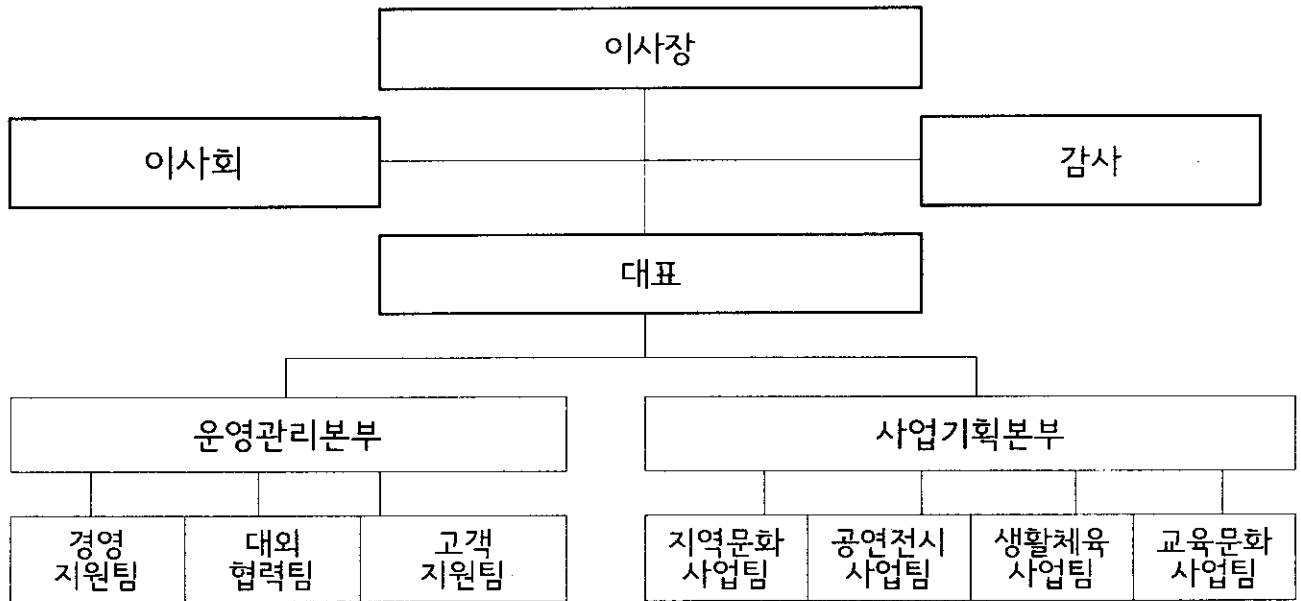 이사장
이사회
감사
대표
운영관리본부
사업기획본부
경영
지원팀
대외
협력팀
고객
지원팀
지역문화
사업팀
공연전시
사업팀
생활체육
사업팀
교육문화
사업팀